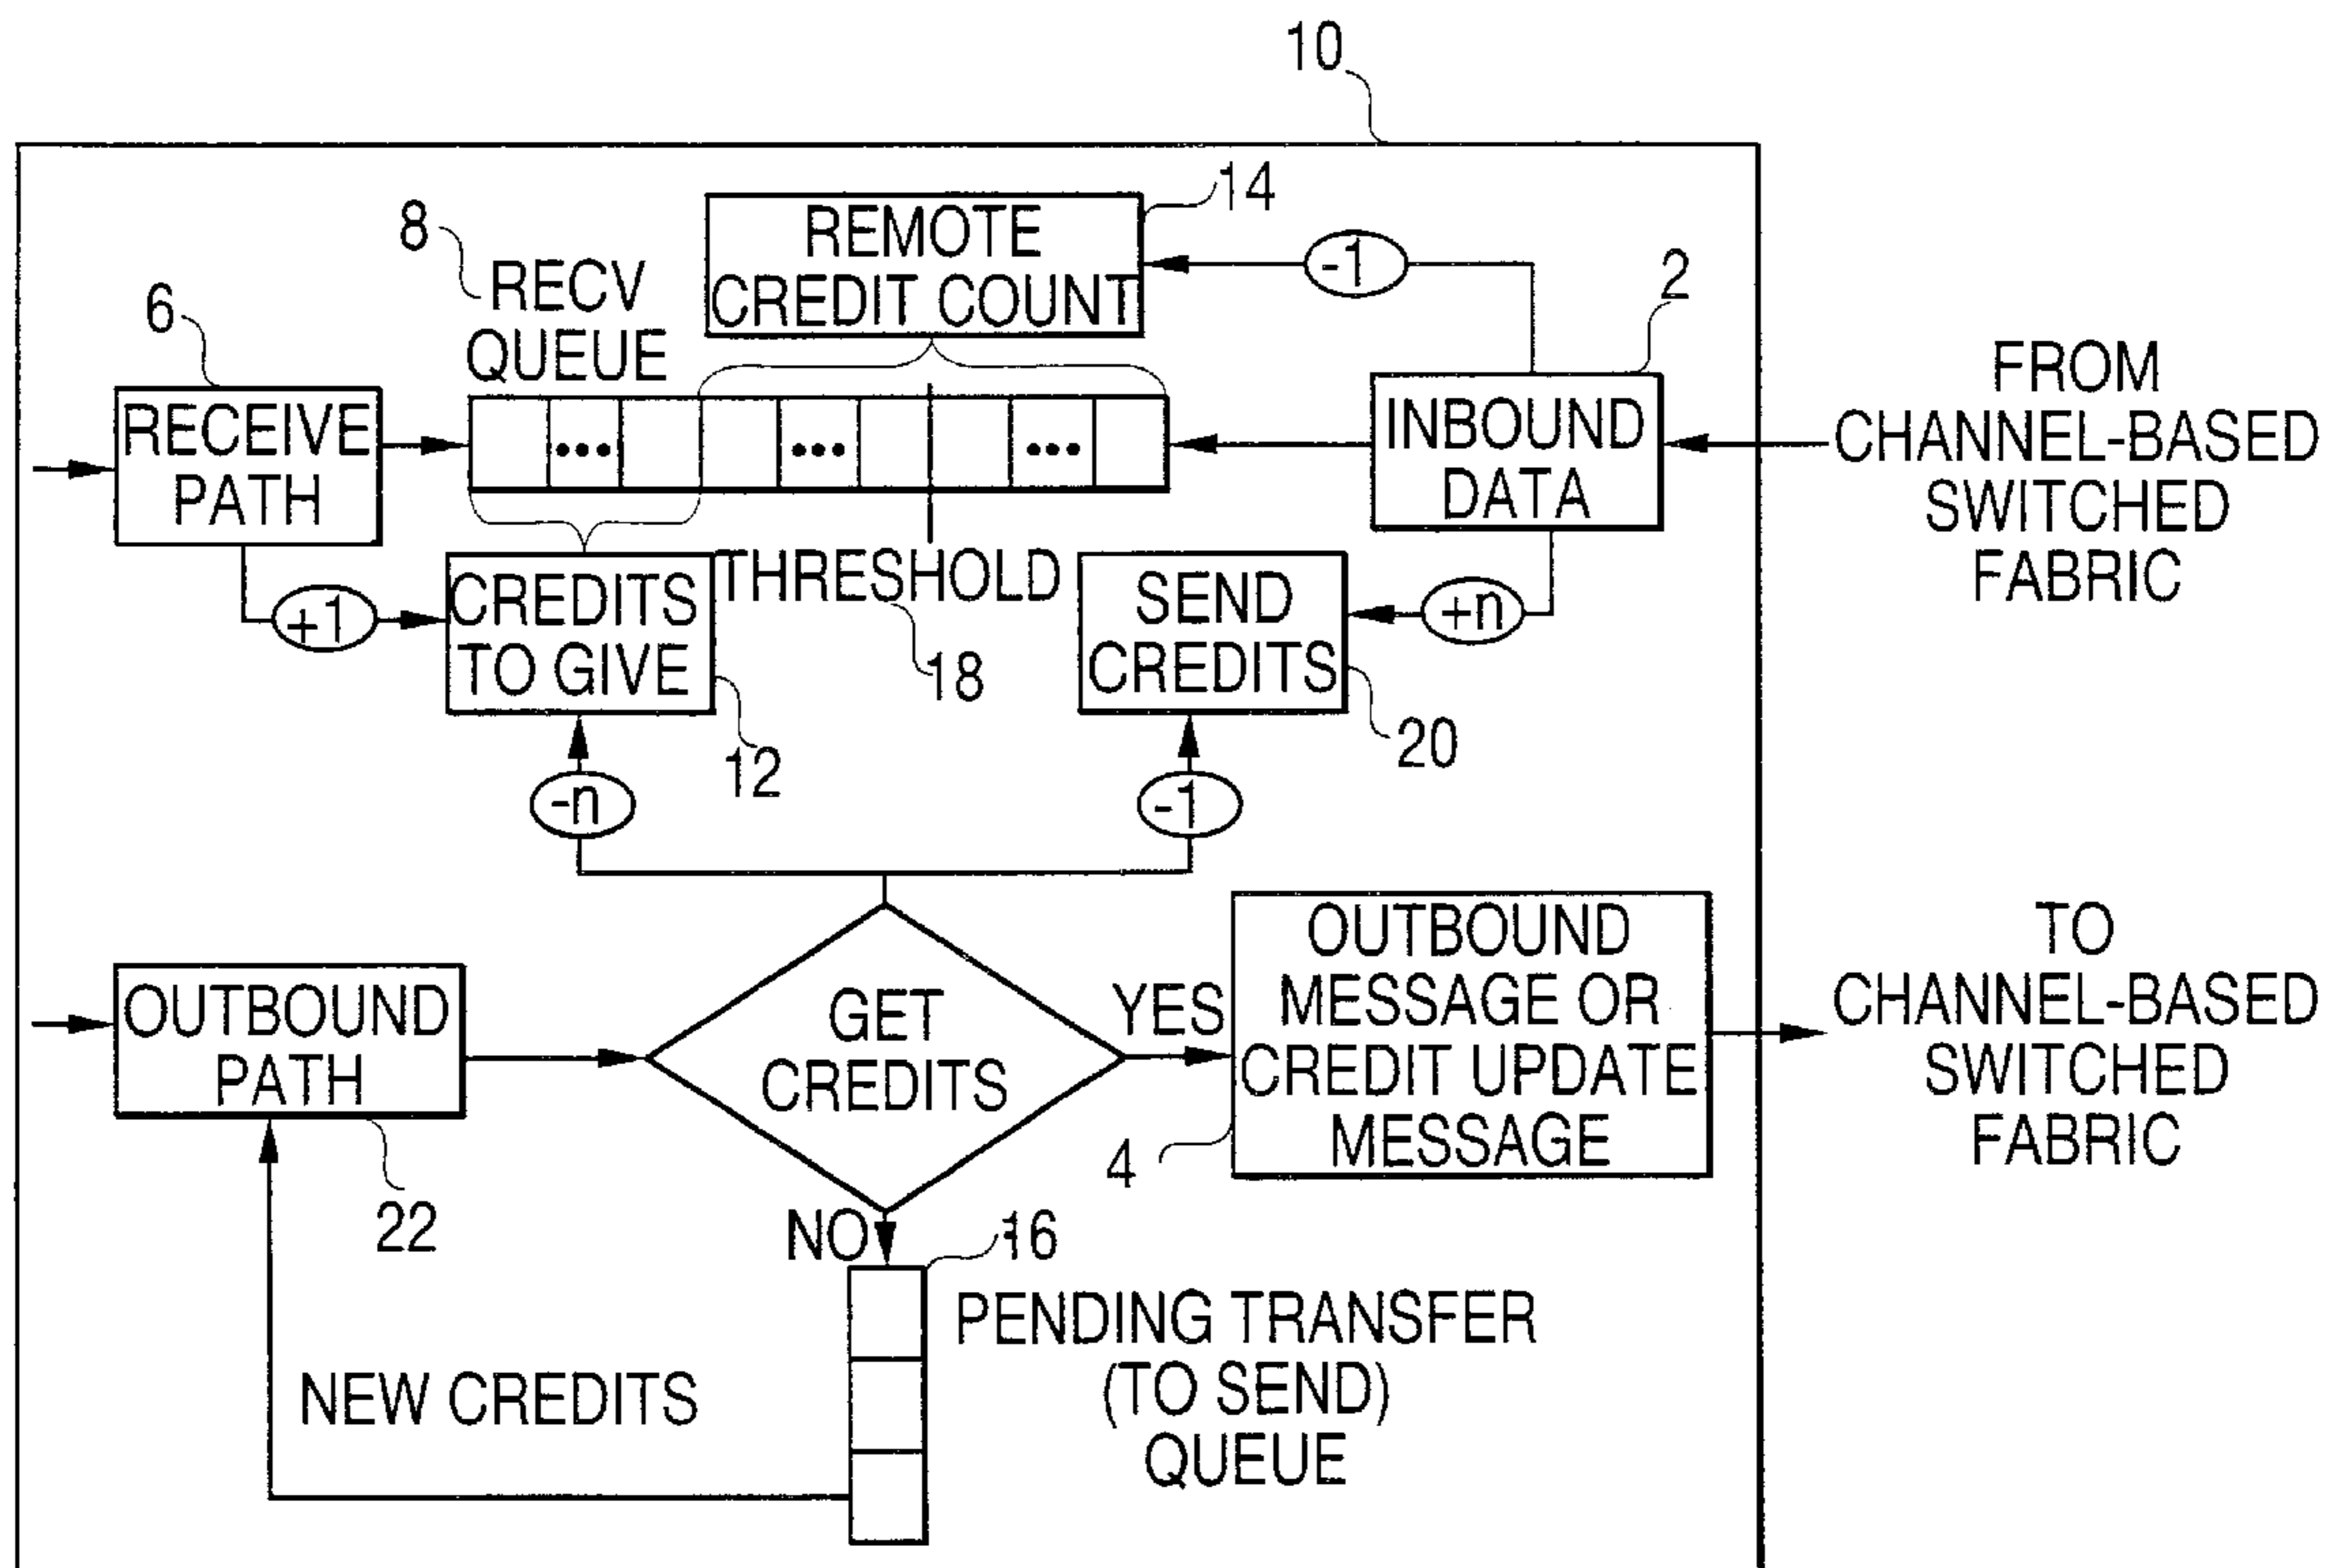 10
14
REMOTE
CREDIT COUNT
-1
8
RECV
QUEUE
2
6
RECEIVE
PATH
•••
•••
•••
INBOUND
DATA
FROM
CHANNEL-BASED
SWITCHED
FABRIC
+1
CREDITS
TO GIVE
THRESHOLD
18
SEND
CREDITS
+n
12
20
-n
-1
OUTBOUND
PATH
22
GET
CREDITS
YES
OUTBOUND
MESSAGE OR
CREDIT UPDATE
MESSAGE
4
TO
CHANNEL-BASED
SWITCHED
FABRIC
NO
16
PENDING TRANSFER
(TO SEND)
QUEUE
NEW CREDITS